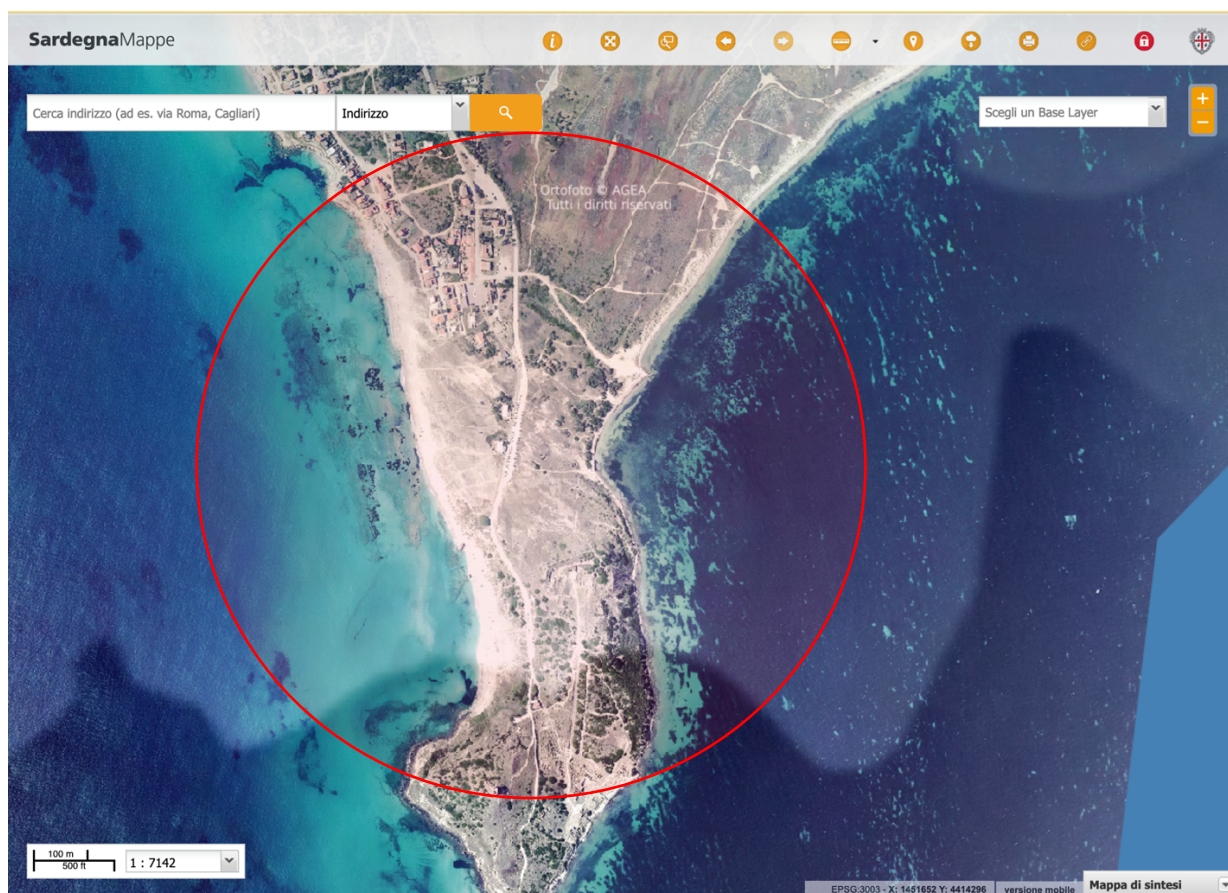 SardegnaMappe
Cerca indirizzo (ad es. via Roma, Cagliari)
Indirizzo
Scegli un Base Layer
+
−
Ortofoto © AGEA
Tutti i diritti riservati
100 m
500 ft
1 : 7142
EPSG:3003 - X: 1461652 Y: 4414296
versione mobile
Mappa di sintesi